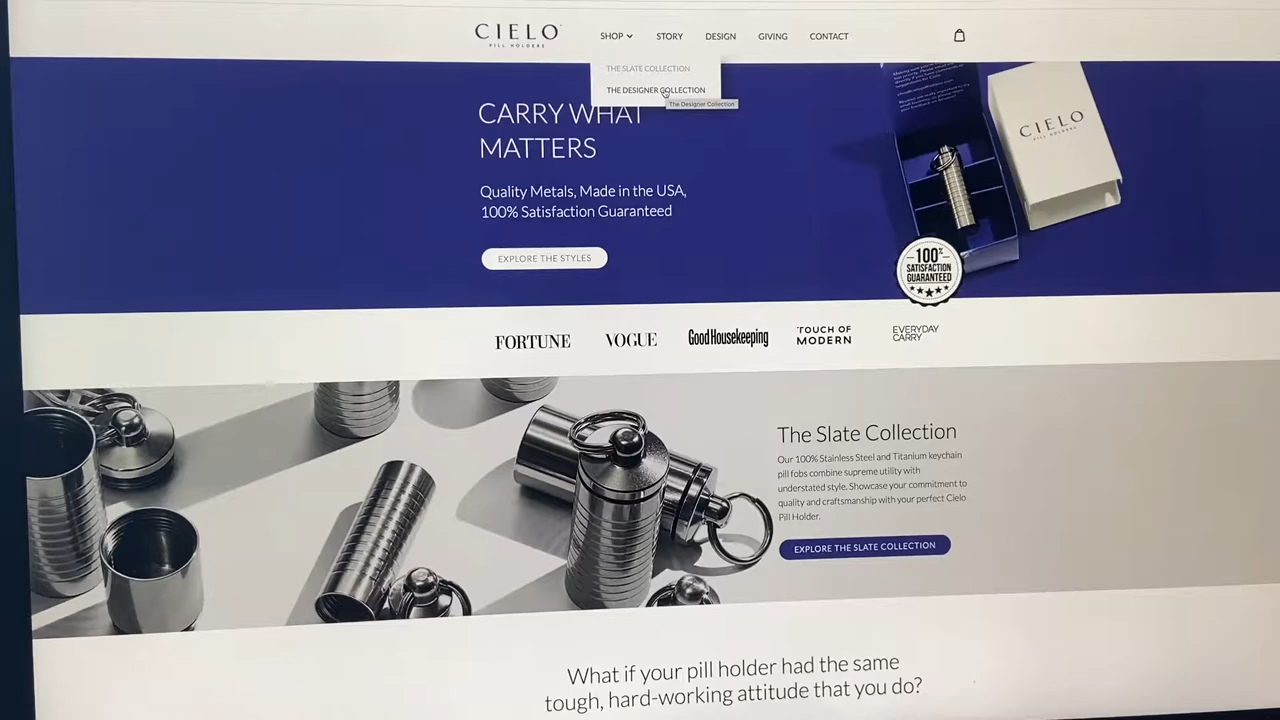 CIELO
PILL HOLDERS
SHOP
STORY
DESIGN
GIVING
CONTACT
THE SLATE COLLECTION
THE DESIGNER COLLECTION
The Designer Collection
CARRY WHAT
MATTERS
Quality Metals, Made in the USA,
100% Satisfaction Guaranteed
EXPLORE THE STYLES
CIELO
PILL HOLDERS
100%
SATISFACTION
GUARANTEED
FORTUNE
VOGUE
GoodHousekeeping
TOUCH OF
MODERN
EVERYDAY
CARRY
The Slate Collection
Our 100% Stainless Steel and Titanium keychain
pill fobs combine supreme utility with
understated style. Showcase your commitment to
quality and craftsmanship with your perfect Cielo
Pill Holder.
EXPLORE THE SLATE COLLECTION
What if your pill holder had the same
tough, hard-working attitude that you do?